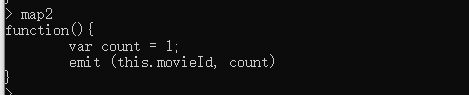 > map2
function(){
        var count = 1;
        emit (this.movieId, count)
}
>